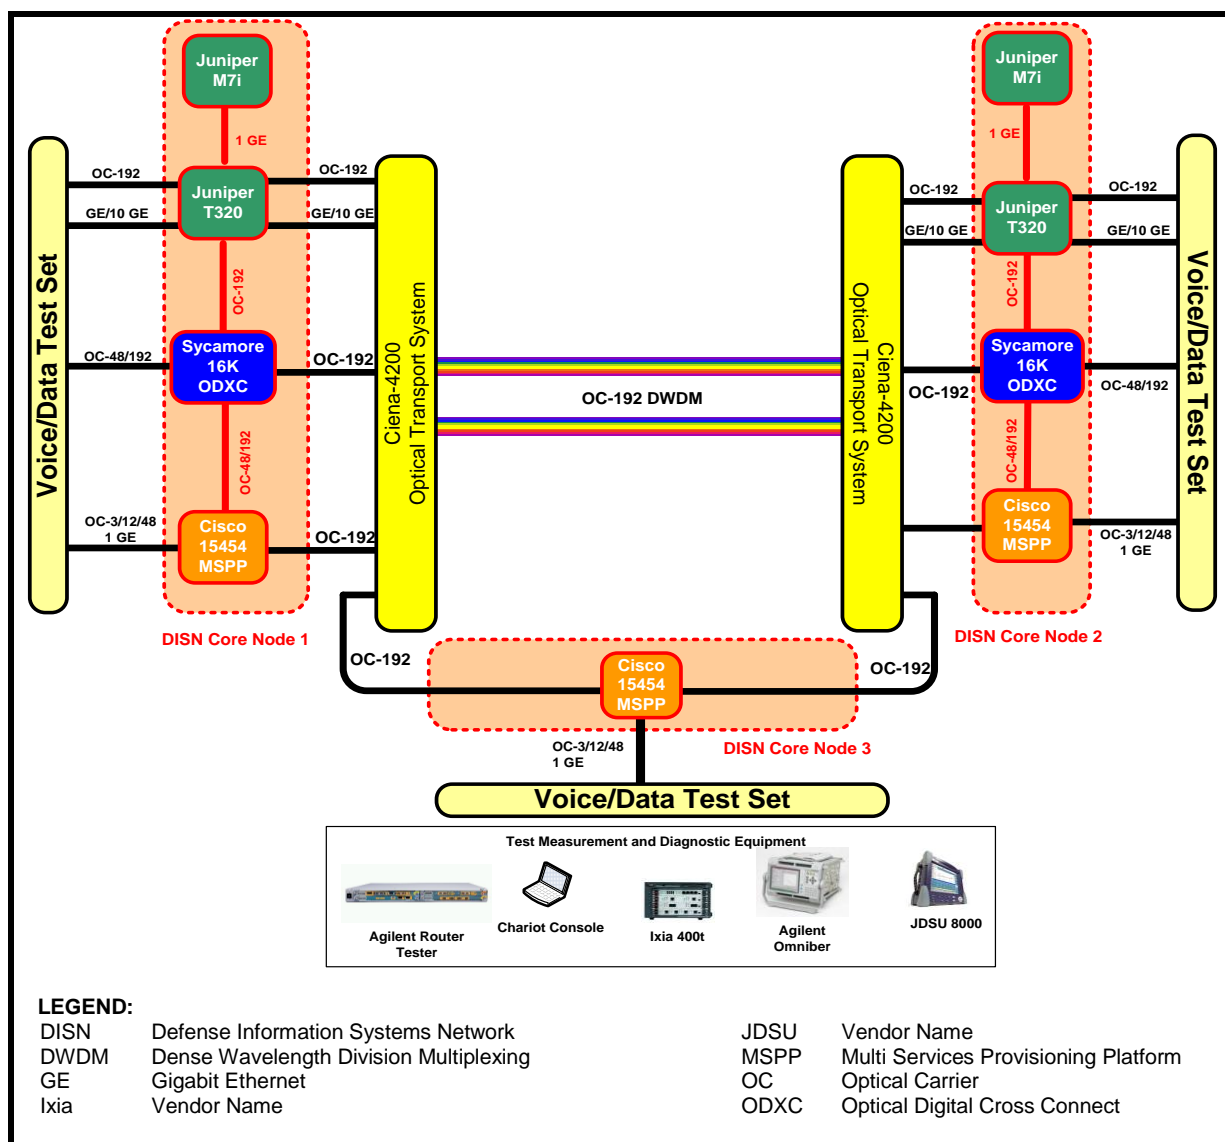 Juniper
M7i
1 GE
OC-192
GE/10 GE
Juniper
T320
OC-192
GE/10 GE
OC-192
Voice/Data Test Set
OC-48/192
Sycamore
16K
ODXC
OC-192
OC-48/192
OC-3/12/48
1 GE
Cisco
15454
MSPP
OC-192
DISN Core Node 1
Ciena-4200
Optical Transport System
OC-192 DWDM
Ciena-4200
Optical Transport System
Juniper
M7i
1 GE
OC-192
GE/10 GE
Juniper
T320
OC-192
GE/10 GE
OC-192
OC-192
Sycamore
16K
ODXC
OC-48/192
OC-48/192
Cisco
15454
MSPP
OC-3/12/48
1 GE
Voice/Data Test Set
DISN Core Node 2
OC-192
Cisco
15454
MSPP
OC-192
DISN Core Node 3
OC-3/12/48
1 GE
Voice/Data Test Set
Test Measurement and Diagnostic Equipment
Agilent Router
Tester
Chariot Console
Ixia 400t
Agilent
Omniber
JDSU 8000
LEGEND:
DISN Defense Information Systems Network
DWDM Dense Wavelength Division Multiplexing
GE Gigabit Ethernet
Ixia Vendor Name
JDSU Vendor Name
MSPP Multi Services Provisioning Platform
OC Optical Carrier
ODXC Optical Digital Cross Connect